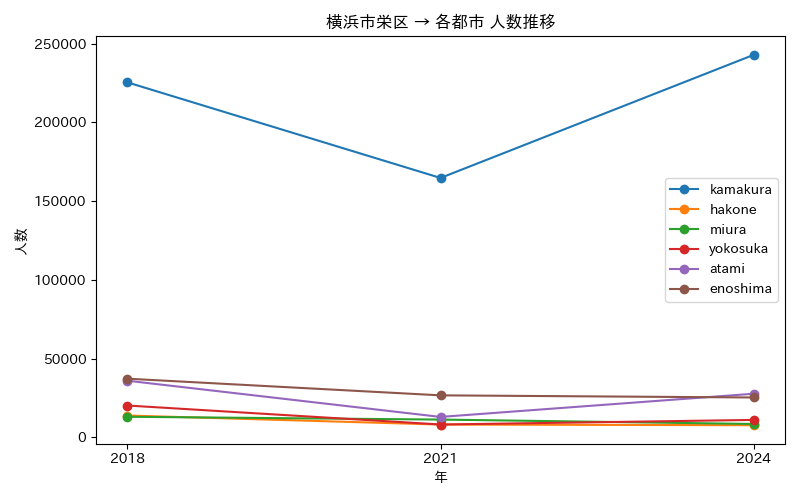 横浜市栄区 → 各都市 人数推移
人数
250000
200000
150000
100000
50000
0
kamakura
hakone
miura
yokosuka
atami
enoshima
2018
2021
2024
年